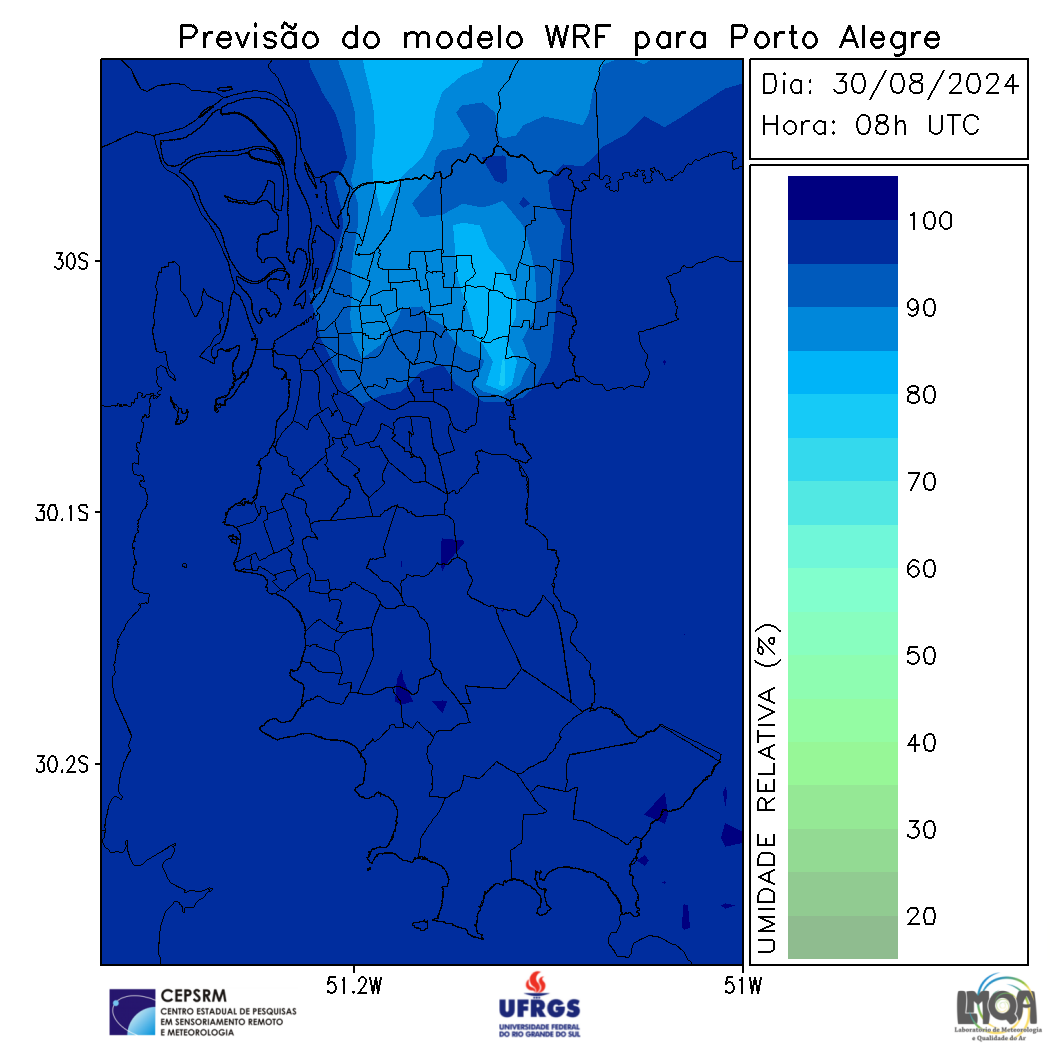 Previsão do modelo WRF para Porto Alegre
Dia: 30/08/2024
Hora: 08h UTC
100
90
80
70
60
50
40
30
20
UMIDADE RELATIVA (%)
30S
30.1S
30.2S
51.2W
51W
CEPSRM
CENTRO ESTADUAL DE PESQUISAS
EM SENSORIAMENTO REMOTO
E METEOROLOGIA
UFRGS
UNIVERSIDADE FEDERAL
DO RIO GRANDE DO SUL
LMQA
Laboratório de Meteorologia
e Qualidade do Ar